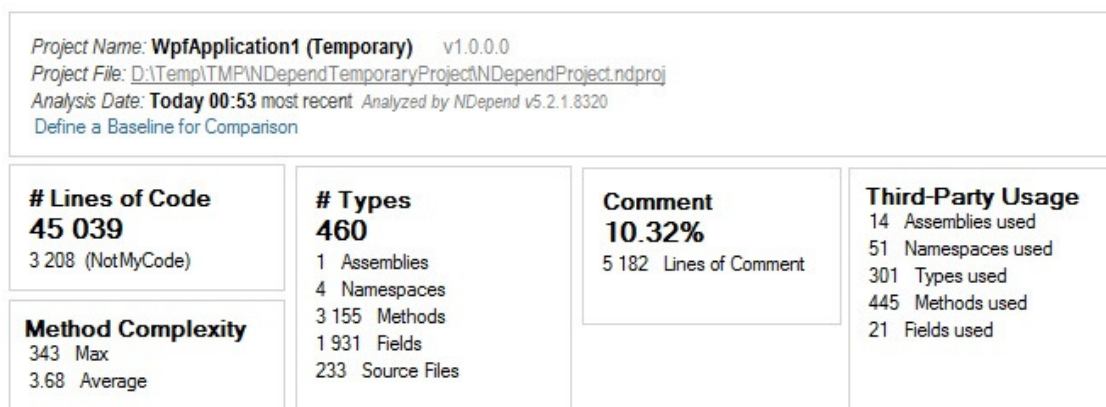 Project Name: WpfApplication1 (Temporary) v1.0.0.0
Project File: D:\Temp\TMP\NDependTemporaryProject\NDependProject.ndproj
Analysis Date: Today 00:53 most recent Analyzed by NDepend v5.2.1.8320
Define a Baseline for Comparison
# Lines of Code
45 039
3 208 (NotMyCode)
Method Complexity
343 Max
3.68 Average
# Types
460
1 Assemblies
4 Namespaces
3 155 Methods
1 931 Fields
233 Source Files
Comment
10.32%
5 182 Lines of Comment
Third-Party Usage
14 Assemblies used
51 Namespaces used
301 Types used
445 Methods used
21 Fields used